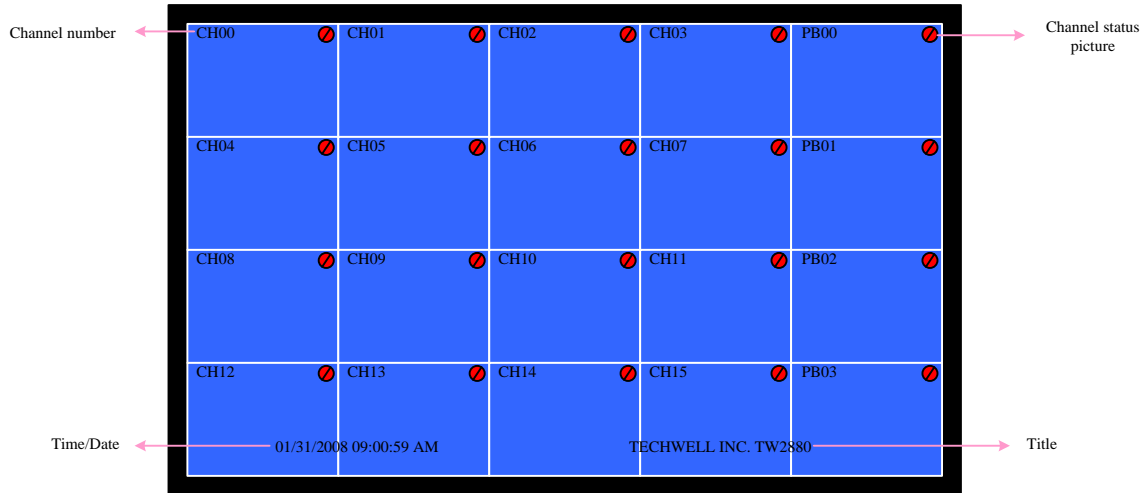 Channel number
CH00 CH01 CH02 CH03 PB00
Channel status
picture
CH04 CH05 CH06 CH07 PB01
CH08 CH09 CH10 CH11 PB02
CH12 CH13 CH14 CH15 PB03
Time/Date
01/31/2008 09:00:59 AM
TECHWELL INC. TW2880
Title